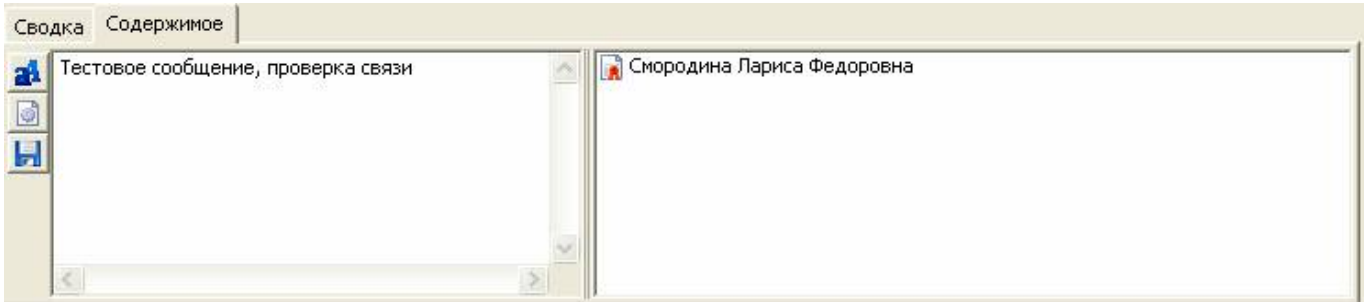 Сводка
Содержимое
Тестовое сообщение, проверка связи
Смородина Лариса Федоровна